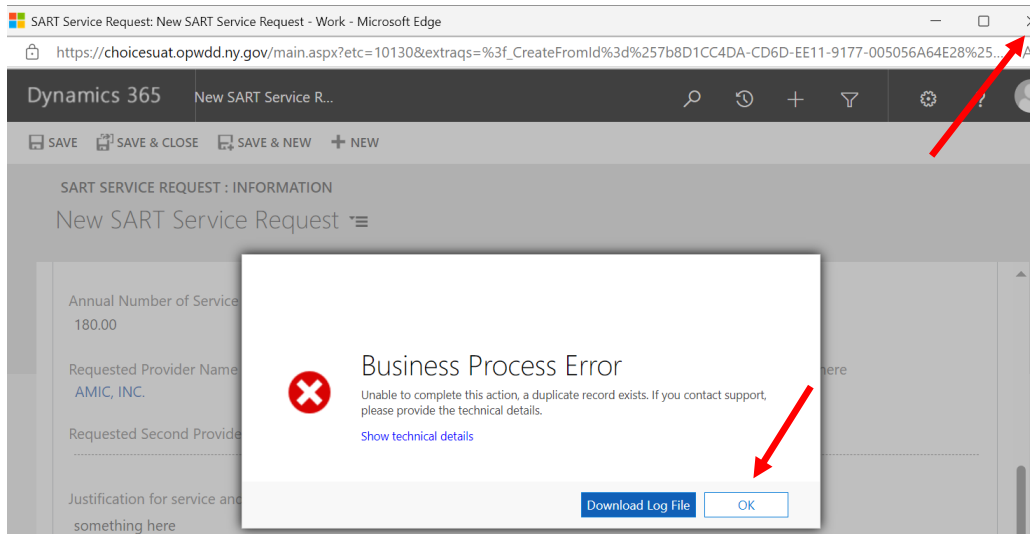 SART Service Request: New SART Service Request - Work - Microsoft Edge
https://choicesuat.opwdd.ny.gov/main.aspx?etc=10130&extraqs=%3f_CreateFromId%3d%257b8D1CC4DA-CD6D-EE11-9177-005056A64E28%25...
Dynamics 365 New SART Service R...
SAVE SAVE & CLOSE SAVE & NEW NEW
SART SERVICE REQUEST : INFORMATION
New SART Service Request
Annual Number of Service
180.00
Requested Provider Name
here
AMIC, INC.
Requested Second Provide
Justification for service and
something here
Business Process Error
Unable to complete this action, a duplicate record exists. If you contact support,
please provide the technical details.
Show technical details
Download Log File OK